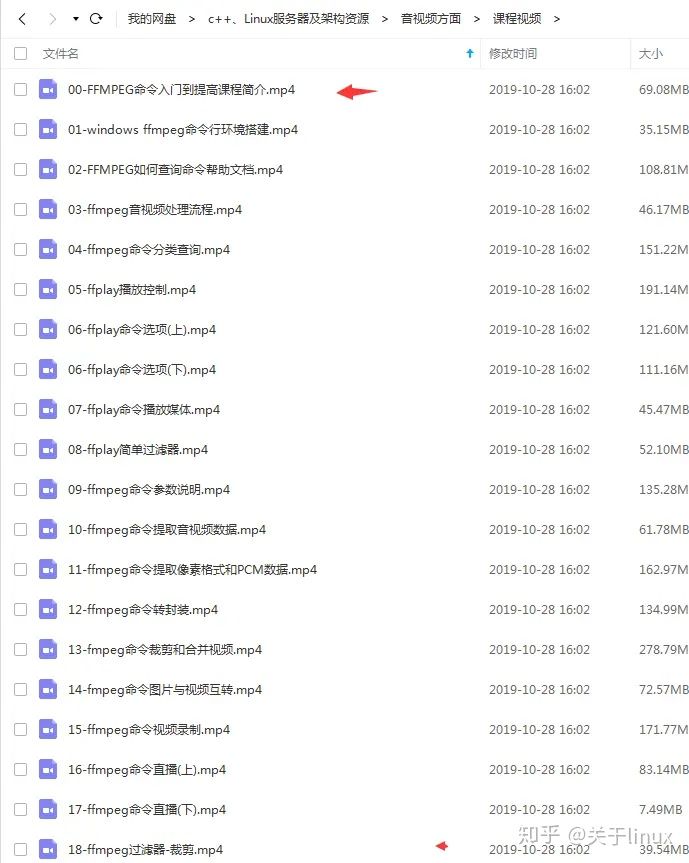 我的网盘 > c++、Linux服务器及架构资源 > 音视频方面 > 课程视频 >
文件名 修改时间 大小
00-FFMPEG命令入门到提高课程简介.mp4 2019-10-28 16:02 69.08MB
01-windows ffmpeg命令行环境搭建.mp4 2019-10-28 16:02 35.15MB
02-FFMPEG如何查询命令帮助文档.mp4 2019-10-28 16:02 108.81M
03-ffmpeg音视频处理流程.mp4 2019-10-28 16:02 46.17MB
04-ffmpeg命令分类查询.mp4 2019-10-28 16:02 151.22M
05-ffplay播放控制.mp4 2019-10-28 16:02 191.14M
06-ffplay命令选项(上).mp4 2019-10-28 16:02 121.60M
06-ffplay命令选项(下).mp4 2019-10-28 16:02 111.16M
07-ffplay命令播放媒体.mp4 2019-10-28 16:02 45.47MB
08-ffplay简单过滤器.mp4 2019-10-28 16:02 52.10MB
09-ffmpeg命令参数说明.mp4 2019-10-28 16:02 135.28M
10-ffmpeg命令提取音视频数据.mp4 2019-10-28 16:02 61.78MB
11-ffmpeg命令提取像素格式和PCM数据.mp4 2019-10-28 16:02 162.97M
12-ffmpeg命令转封装.mp4 2019-10-28 16:02 134.99M
13-fmpeg命令裁剪和合并视频.mp4 2019-10-28 16:02 278.79M
14-fmpeg命令图片与视频互转.mp4 2019-10-28 16:02 72.57MB
15-ffmpeg命令视频录制.mp4 2019-10-28 16:02 171.77M
16-ffmpeg命令直播(上).mp4 2019-10-28 16:02 83.14MB
17-ffmpeg命令直播(下).mp4 2019-10-28 16:02 7.49MB
18-ffmpeg过滤器-裁剪.mp4 2019-10-28 16:02 39.54MB
知乎 @关于linux